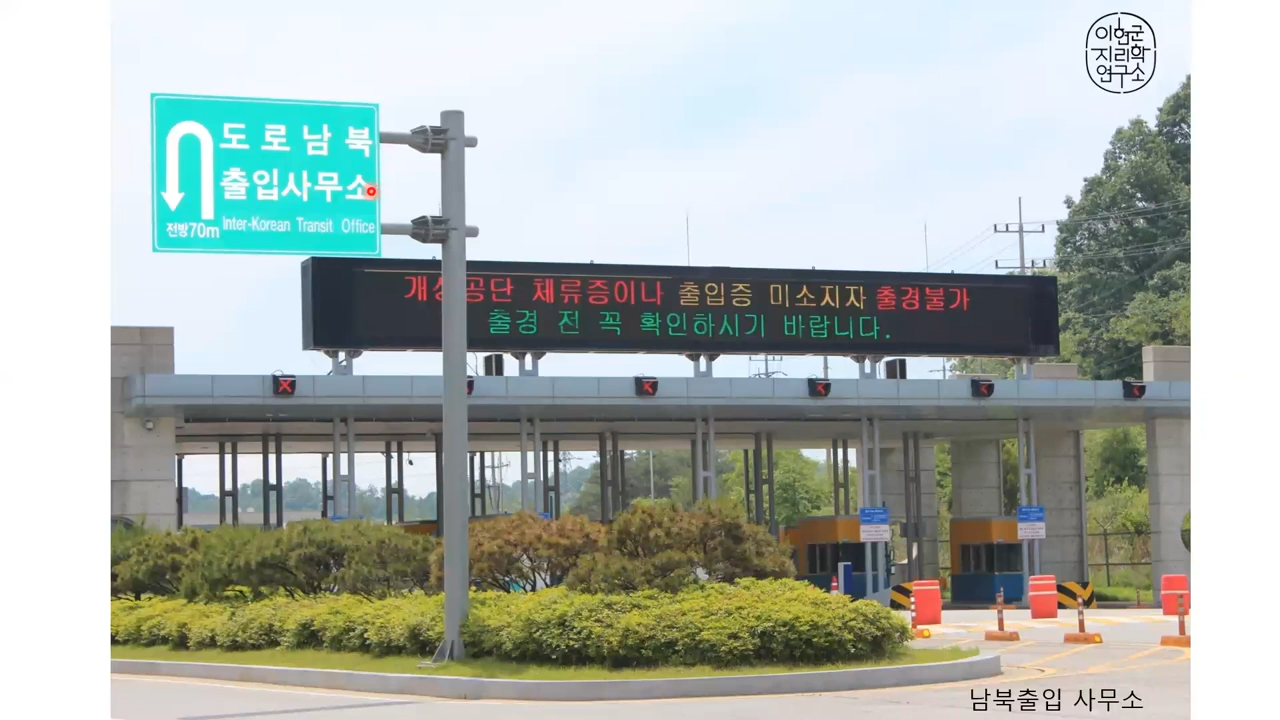 이현군
지리학
연구소
도로남북
출입사무소
전방70m
Inter-Korean Transit Office
개성공단 체류증이나 출입증 미소지자 출경불가
출경 전 꼭 확인하시기 바랍니다.
남북출입 사무소